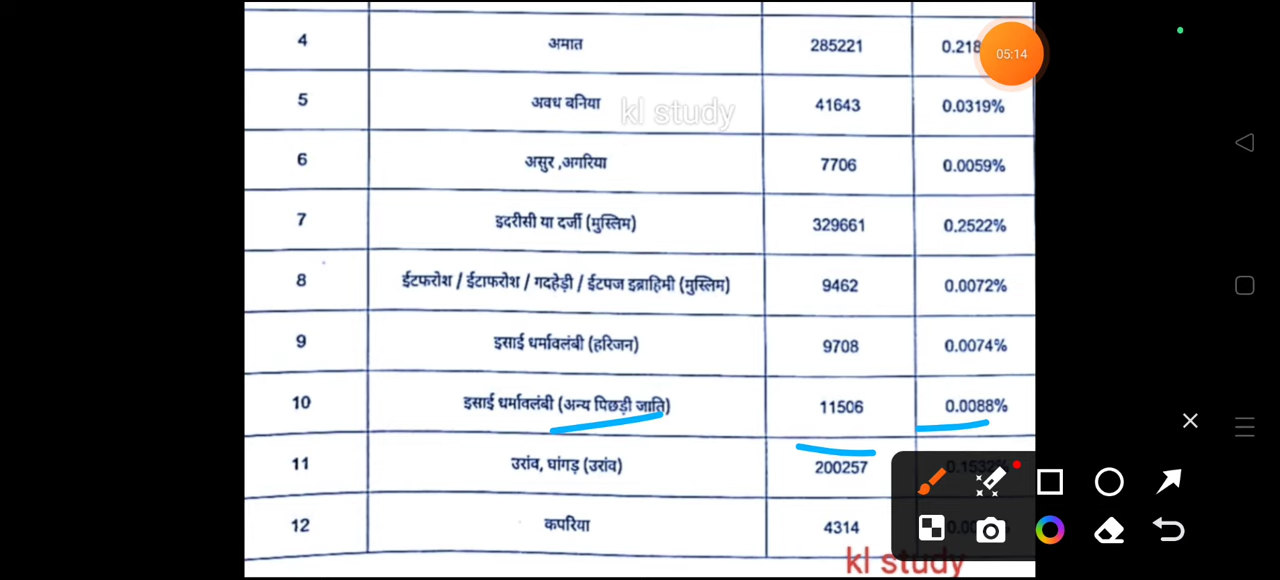 4 अमात 285221 0.218
05:14
5 अवध बनिया 41643 0.0319%
kl study
6 असुर ,अगरिया 7706 0.0059%
7 इदरीसी या दर्जी (मुस्लिम) 329661 0.2522%
8 ईटफरोश / ईटाफरोश / गदहेड़ी / ईटपज इब्राहिमी (मुस्लिम) 9462 0.0072%
9 इसाई धर्मावलंबी (हरिजन) 9708 0.0074%
10 इसाई धर्मावलंबी (अन्य पिछड़ी जाति) 11506 0.0088%
11 उरांव, घांगड़ (उरांव) 200257 0.1532%
12 कपरिया 4314
kl study